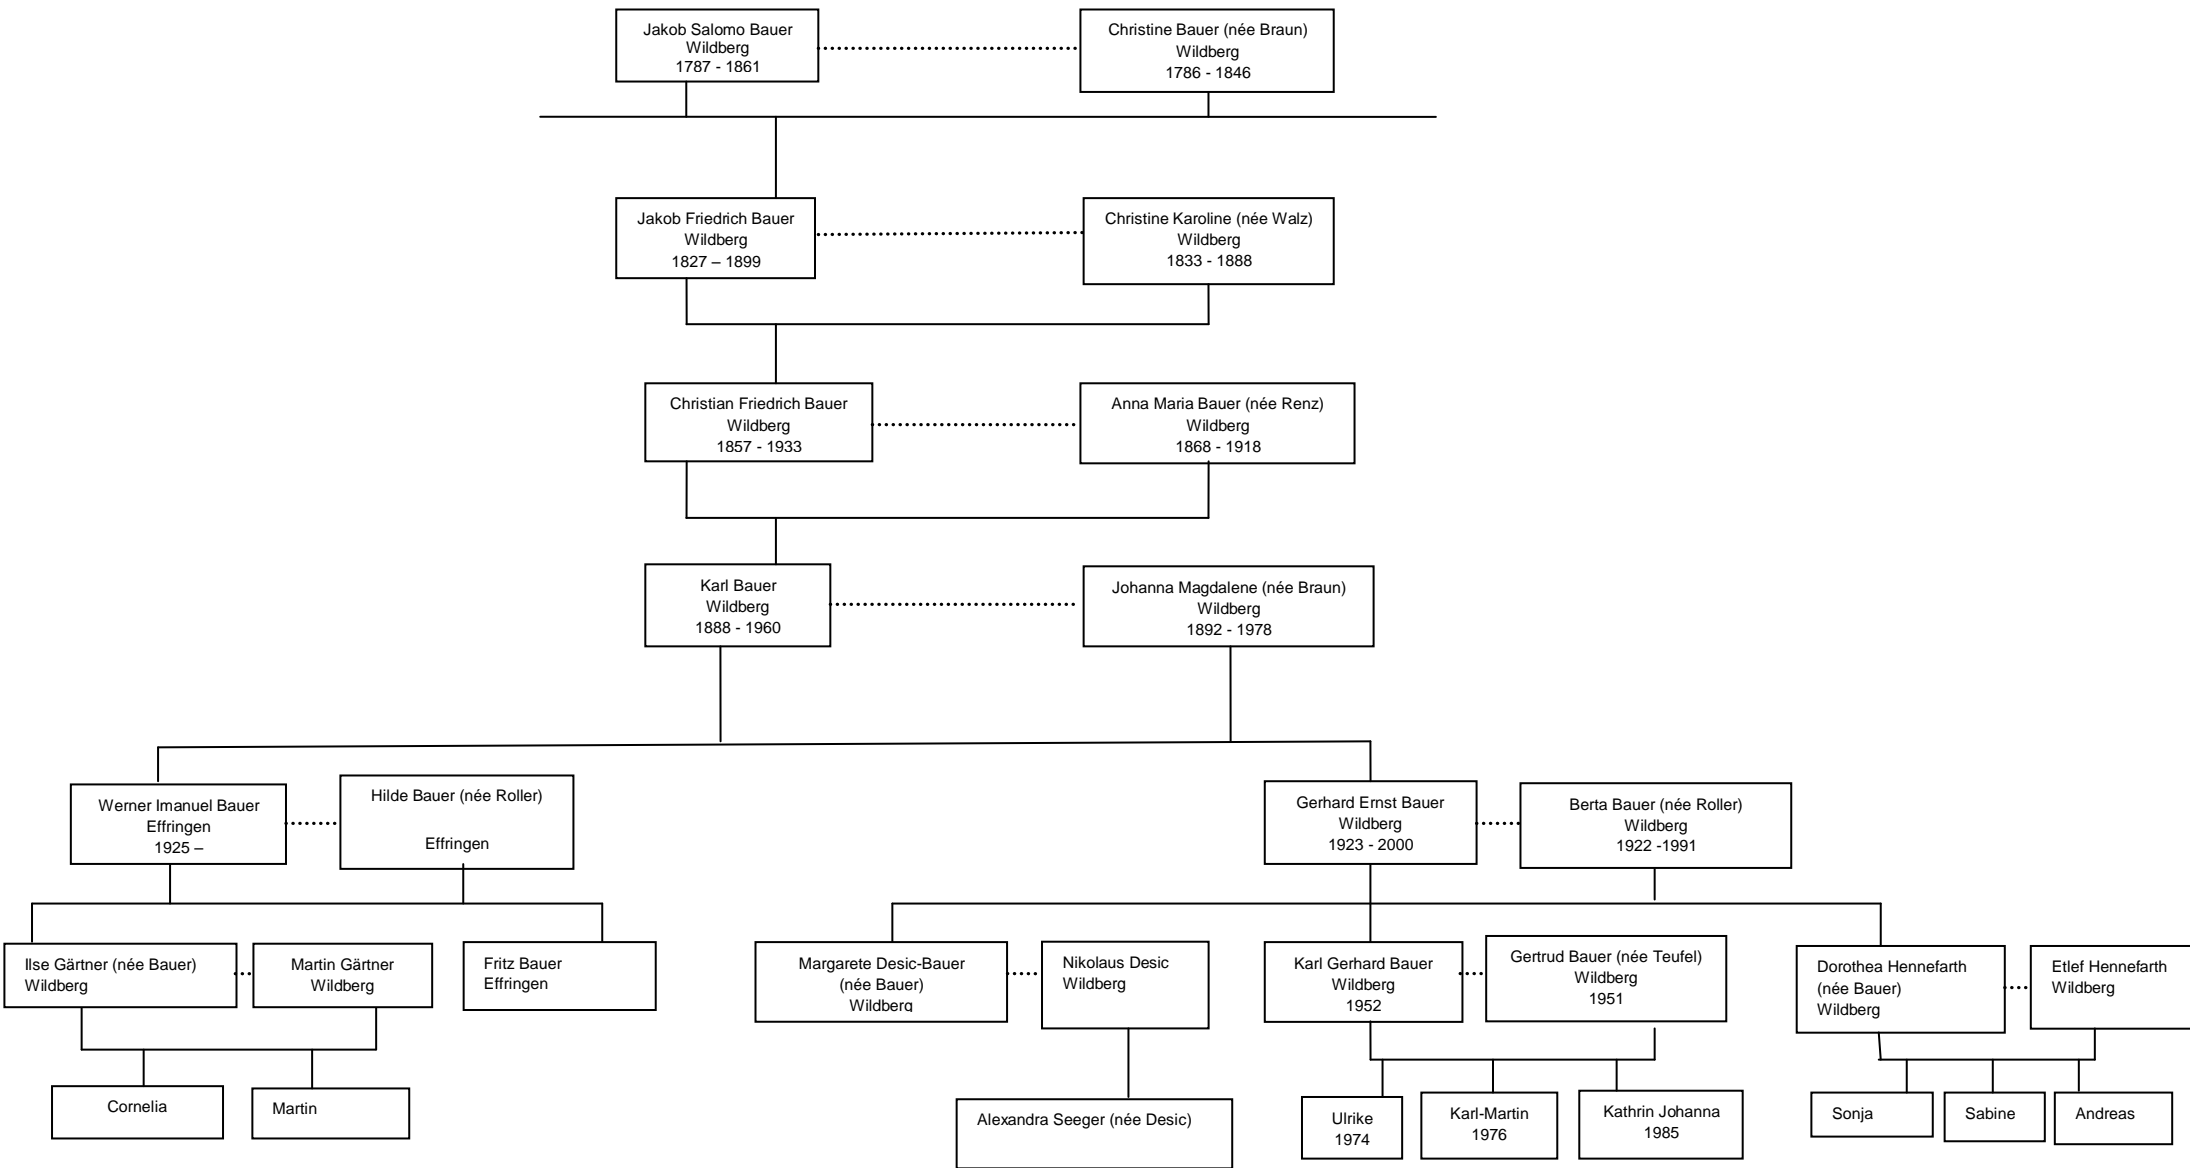 Jakob Salomo Bauer
Wildberg
1787 - 1861
Christine Bauer (née Braun)
Wildberg
1786 - 1846
Jakob Friedrich Bauer
Wildberg
1827 – 1899
Christine Karoline (née Walz)
Wildberg
1833 - 1888
Christian Friedrich Bauer
Wildberg
1857 - 1933
Anna Maria Bauer (née Renz)
Wildberg
1868 - 1918
Karl Bauer
Wildberg
1888 - 1960
Johanna Magdalene (née Braun)
Wildberg
1892 - 1978
Werner Imanuel Bauer
Effringen
1925 –
Hilde Bauer (née Roller)
Effringen
Gerhard Ernst Bauer
Wildberg
1923 - 2000
Berta Bauer (née Roller)
Wildberg
1922 -1991
Ilse Gärtner (née Bauer)
Wildberg
Martin Gärtner
Wildberg
Fritz Bauer
Effringen
Margarete Desic-Bauer
(née Bauer)
Wildberg
Nikolaus Desic
Wildberg
Karl Gerhard Bauer
Wildberg
1952
Gertrud Bauer (née Teufel)
Wildberg
1951
Dorothea Hennefarth
(née Bauer)
Wildberg
Etlef Hennefarth
Wildberg
Cornelia
Martin
Alexandra Seeger (née Desic)
Ulrike
1974
Karl-Martin
1976
Kathrin Johanna
1985
Sonja
Sabine
Andreas